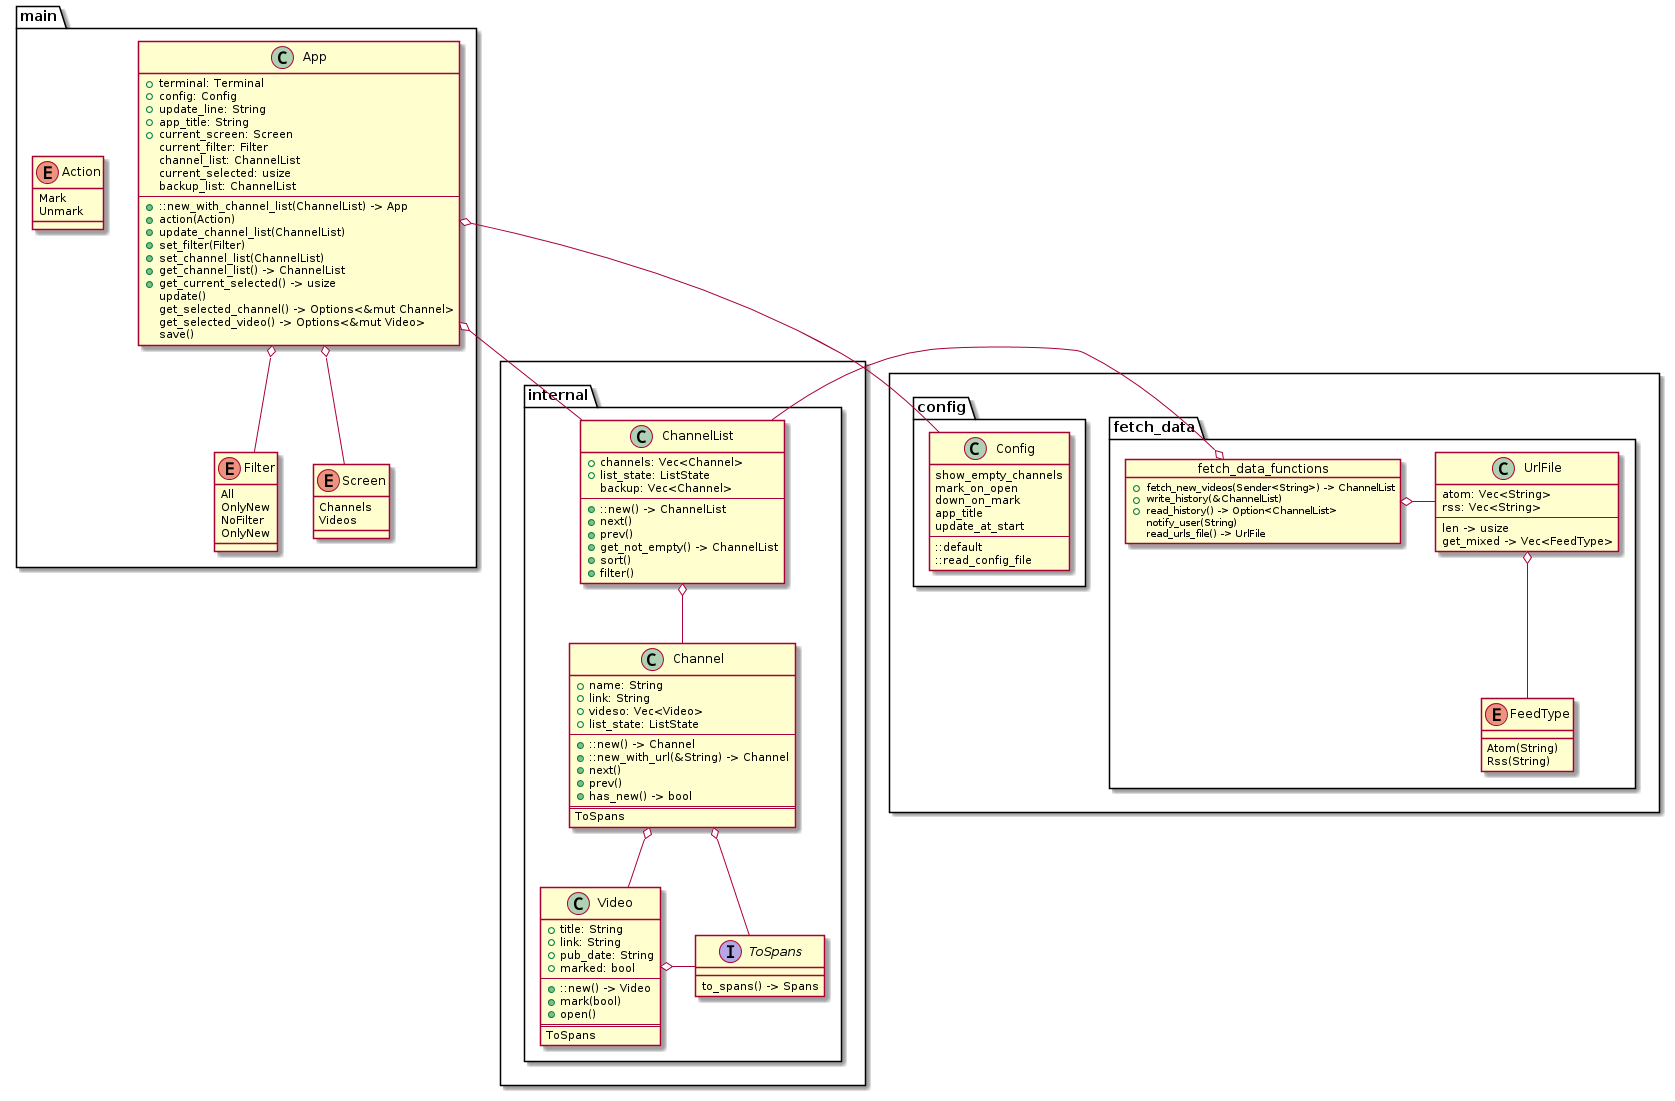 main
C App
terminal: Terminal
config: Config
update_line: String
app_title: String
current_screen: Screen
current_filter: Filter
channel_list: ChannelList
current_selected: usize
backup_list: ChannelList
::new_with_channel_list(ChannelList) -> App
action(Action)
update_channel_list(ChannelList)
set_filter(Filter)
set_channel_list(ChannelList)
get_channel_list() -> ChannelList
get_current_selected() -> usize
update()
get_selected_channel() -> Options<&mut Channel>
get_selected_video() -> Options<&mut Video>
save()
E Action
Mark
Unmark
E Filter
All
OnlyNew
NoFilter
OnlyNew
E Screen
Channels
Videos
internal
C ChannelList
channels: Vec<Channel>
list_state: ListState
backup: Vec<Channel>
::new() -> ChannelList
next()
prev()
get_not_empty() -> ChannelList
sort()
filter()
C Channel
name: String
link: String
videso: Vec<Video>
list_state: ListState
::new() -> Channel
::new_with_url(&String) -> Channel
next()
prev()
has_new() -> bool
ToSpans
C Video
title: String
link: String
pub_date: String
marked: bool
::new() -> Video
mark(bool)
open()
ToSpans
I ToSpans
to_spans() -> Spans
config
C Config
show_empty_channels
mark_on_open
down_on_mark
app_title
update_at_start
::default
::read_config_file
fetch_data
fetch_data_functions
fetch_new_videos(Sender<String>) -> ChannelList
write_history(&ChannelList)
read_history() -> Option<ChannelList>
notify_user(String)
read_urls_file() -> UrlFile
C UrlFile
atom: Vec<String>
rss: Vec<String>
len -> usize
get_mixed -> Vec<FeedType>
E FeedType
Atom(String)
Rss(String)